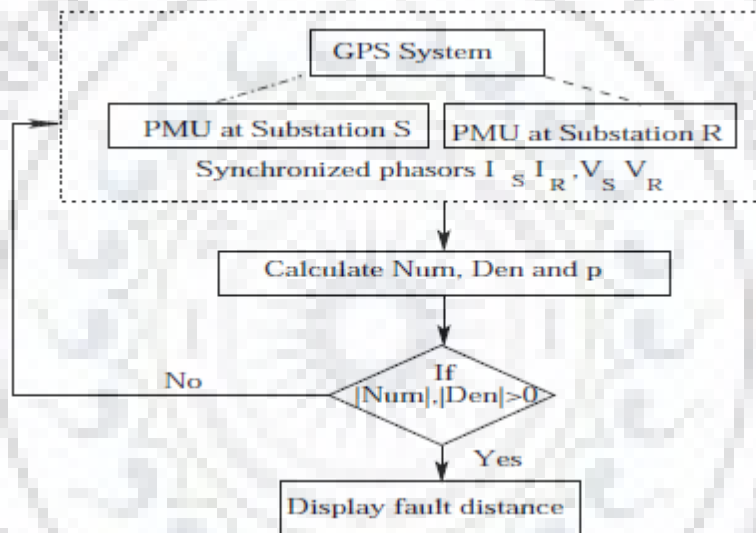 GPS System
PMU at Substation S
PMU at Substation R
Synchronized phasors I S I R , V S V R
Calculate Num, Den and p
If
|Num|,|Den|>0
No
Yes
Display fault distance